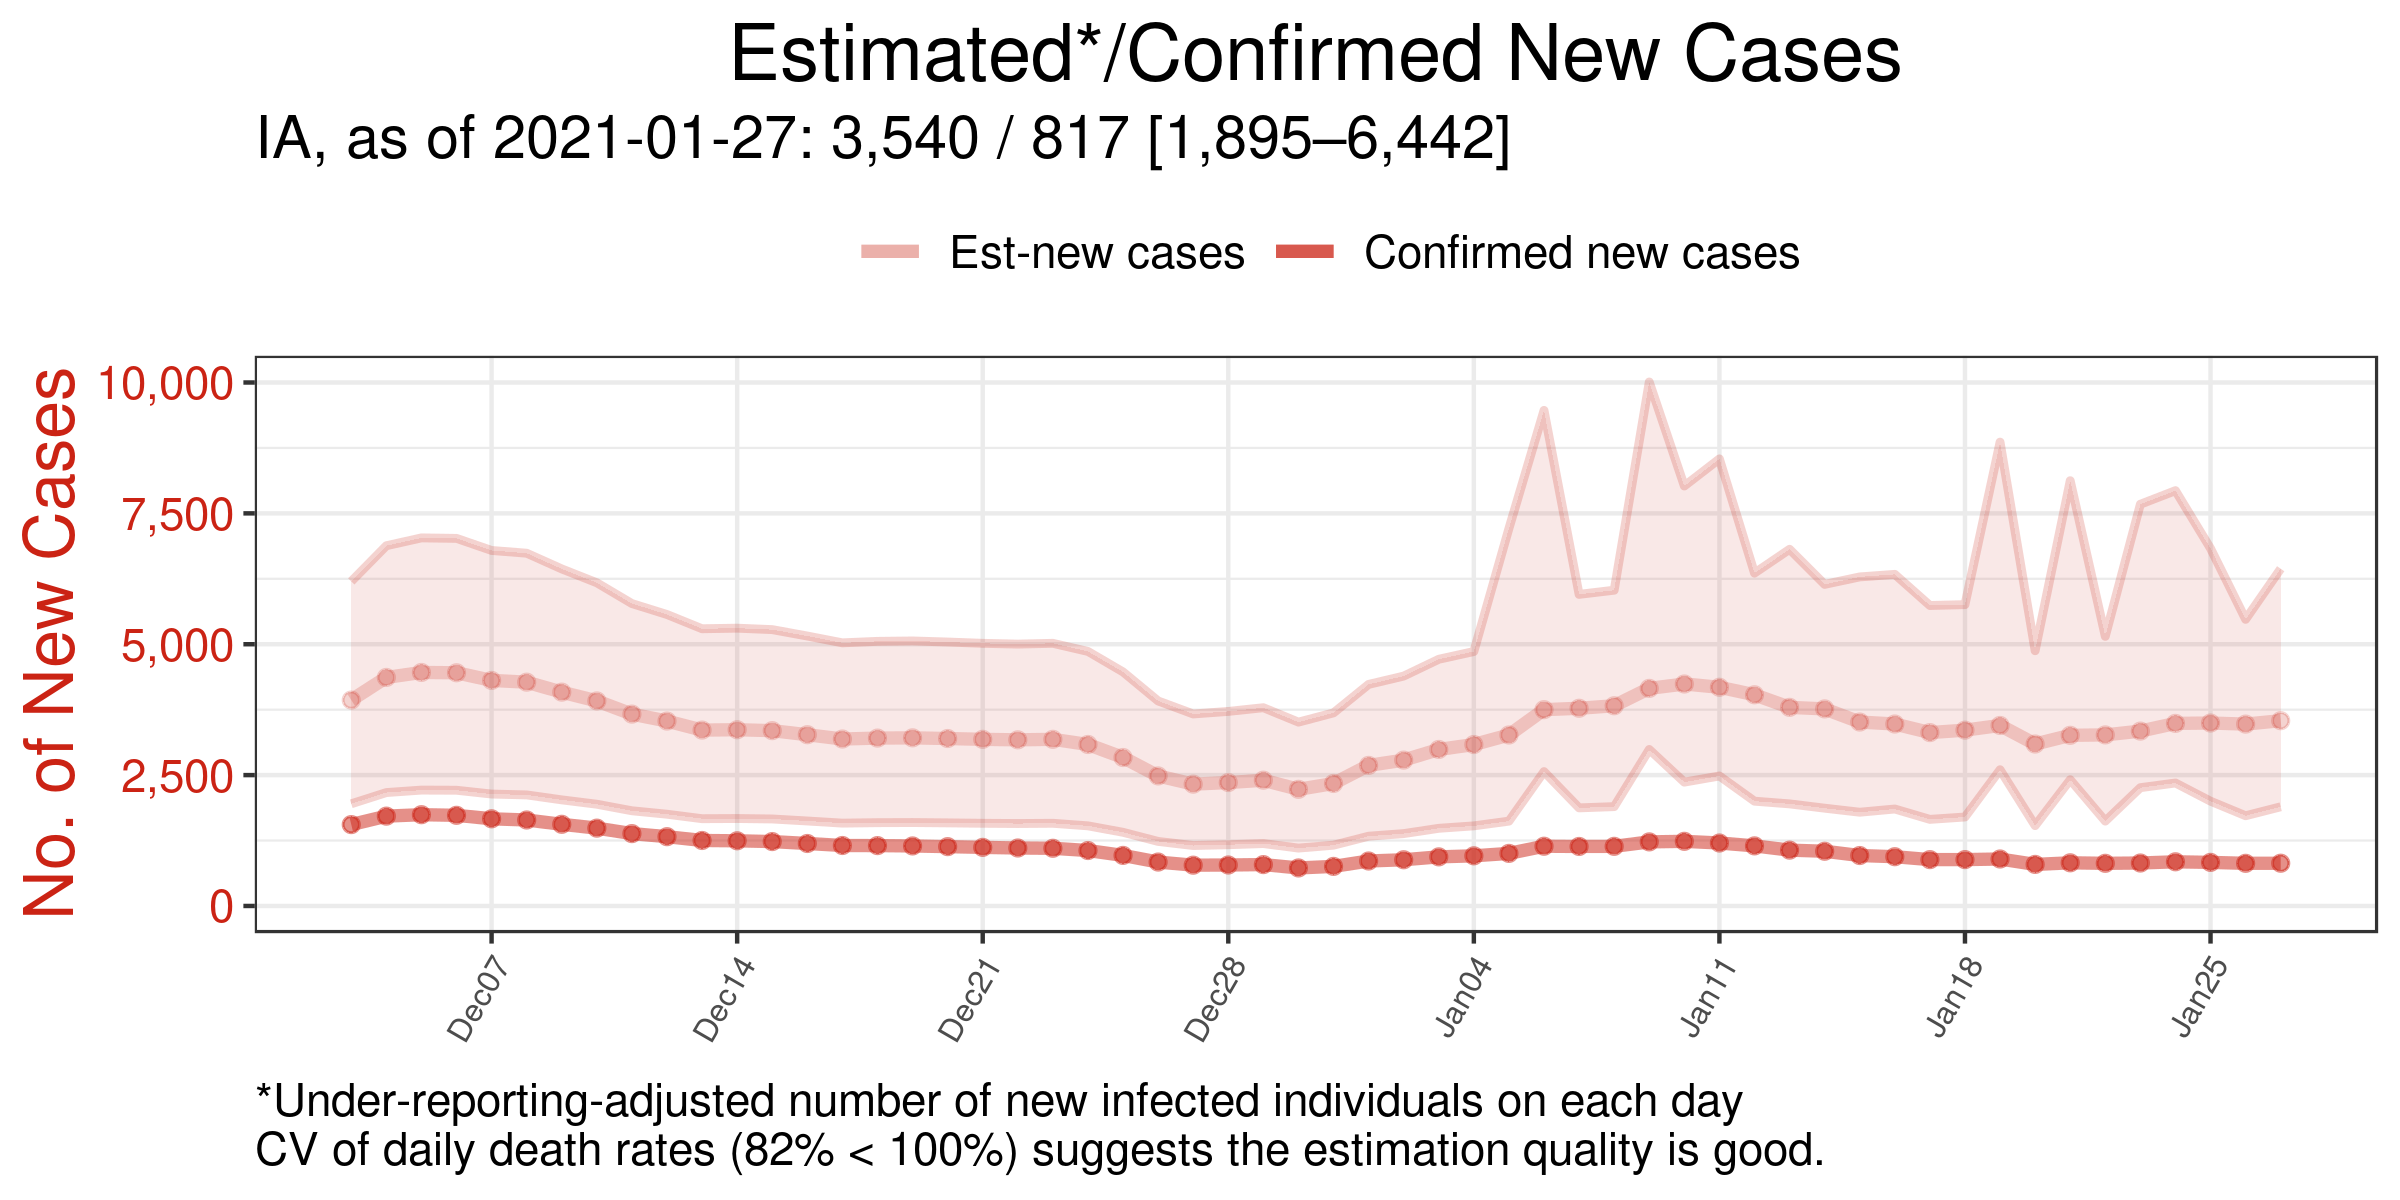 Estimated*/Confirmed New Cases
IA, as of 2021-01-27: 3,540 / 817 [1,895–6,442]
Est-new cases
Confirmed new cases
No. of New Cases
10,000
7,500
5,000
2,500
0
Dec07
Dec14
Dec21
Dec28
Jan04
Jan11
Jan18
Jan25
*Under-reporting-adjusted number of new infected individuals on each day
CV of daily death rates (82% < 100%) suggests the estimation quality is good.